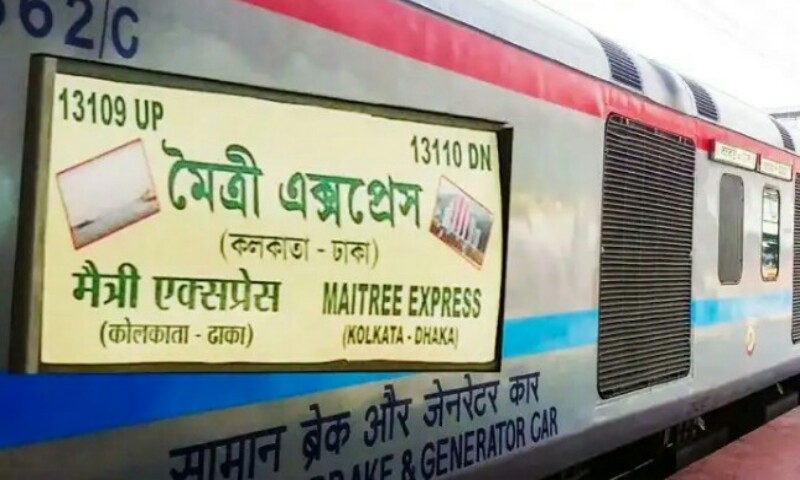 62/C
13109 UP
13110 DN
মৈত্রী এক্সপ্রেস
(কলকাতা - ঢাকা)
मैत्री एक्सप्रेस
(कोलकाता - ढाका)
MAITREE EXPRESS
(KOLKATA - DHAKA)
सामान ब्रेक और जेनरेटर कार
BRAKE & GENERATOR CAR